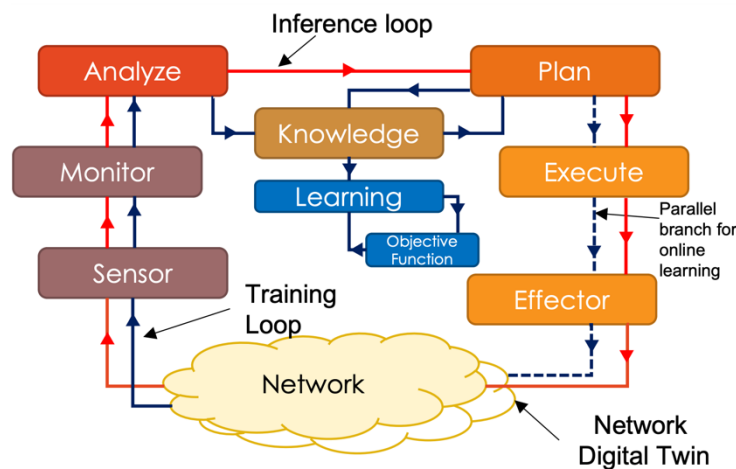 Inference loop
Analyze
Plan
Knowledge
Monitor
Learning
Execute
Objective
Function
Parallel
branch for
online
learning
Sensor
Effector
Training
Loop
Network
Network
Digital Twin